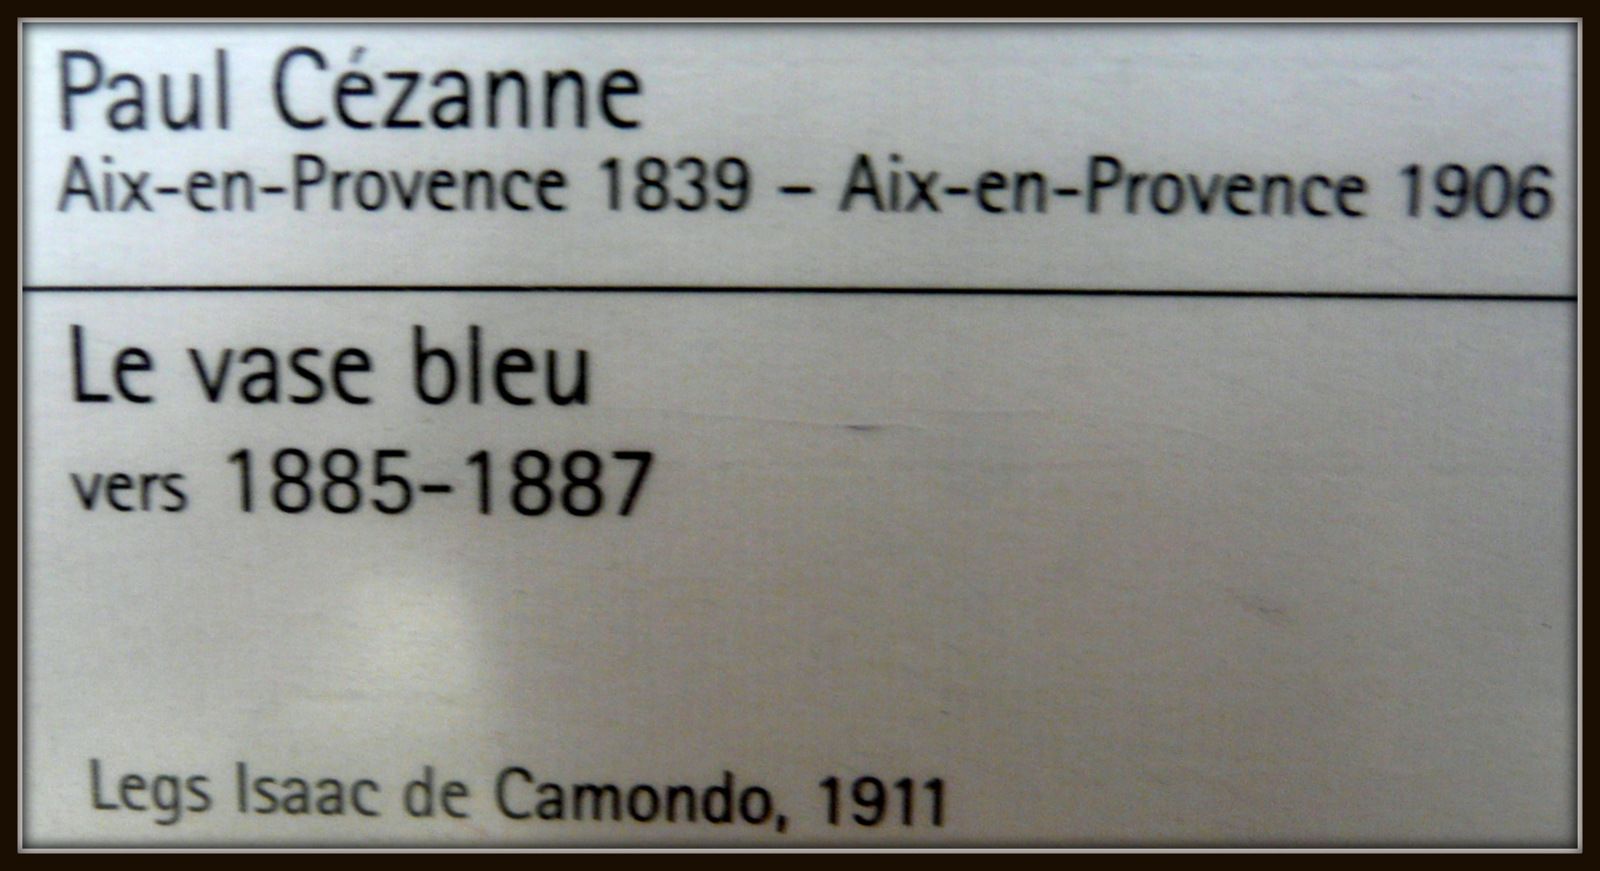 Paul Cézanne
Aix-en-Provence 1839 – Aix-en-Provence 1906
Le vase bleu
vers 1885-1887
Legs Isaac de Camondo, 1911